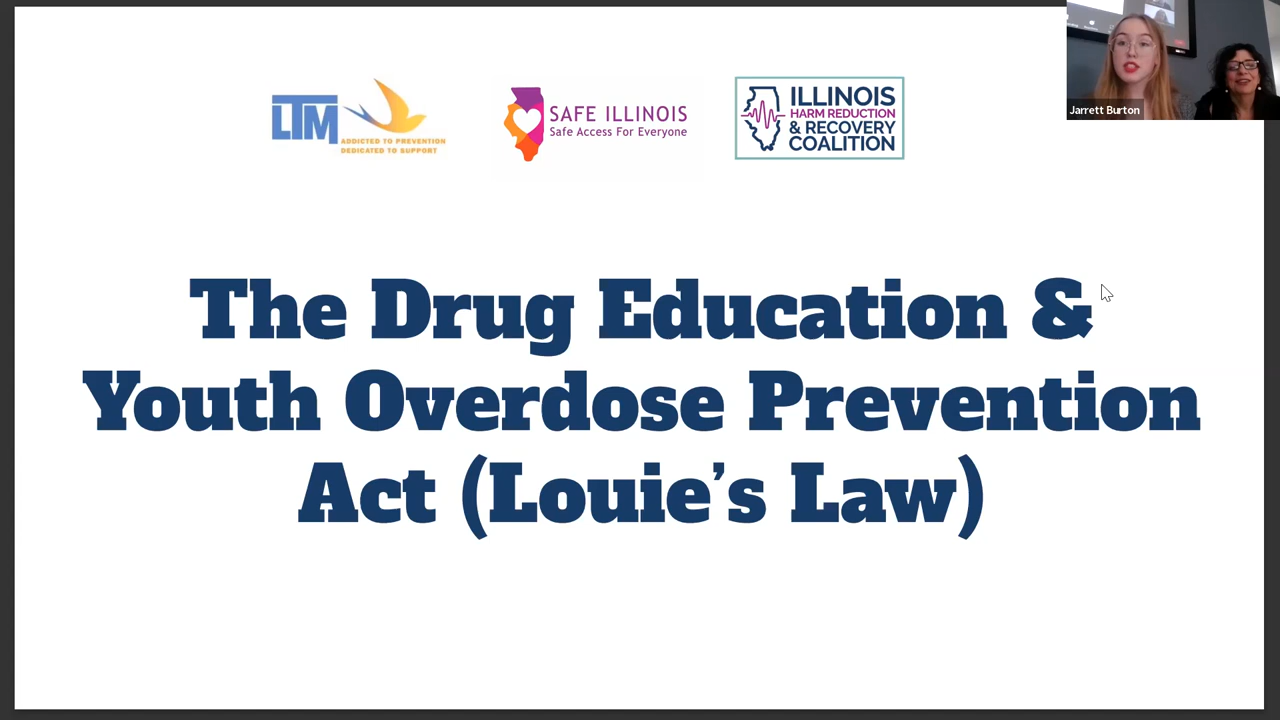 LTM
ADDICTED TO PREVENTION
DEDICATED TO SUPPORT
SAFE ILLINOIS
Safe Access For Everyone
ILLINOIS
HARM REDUCTION
& RECOVERY
COALITION
Jarrett Burton
The Drug Education &
Youth Overdose Prevention
Act (Louie’s Law)